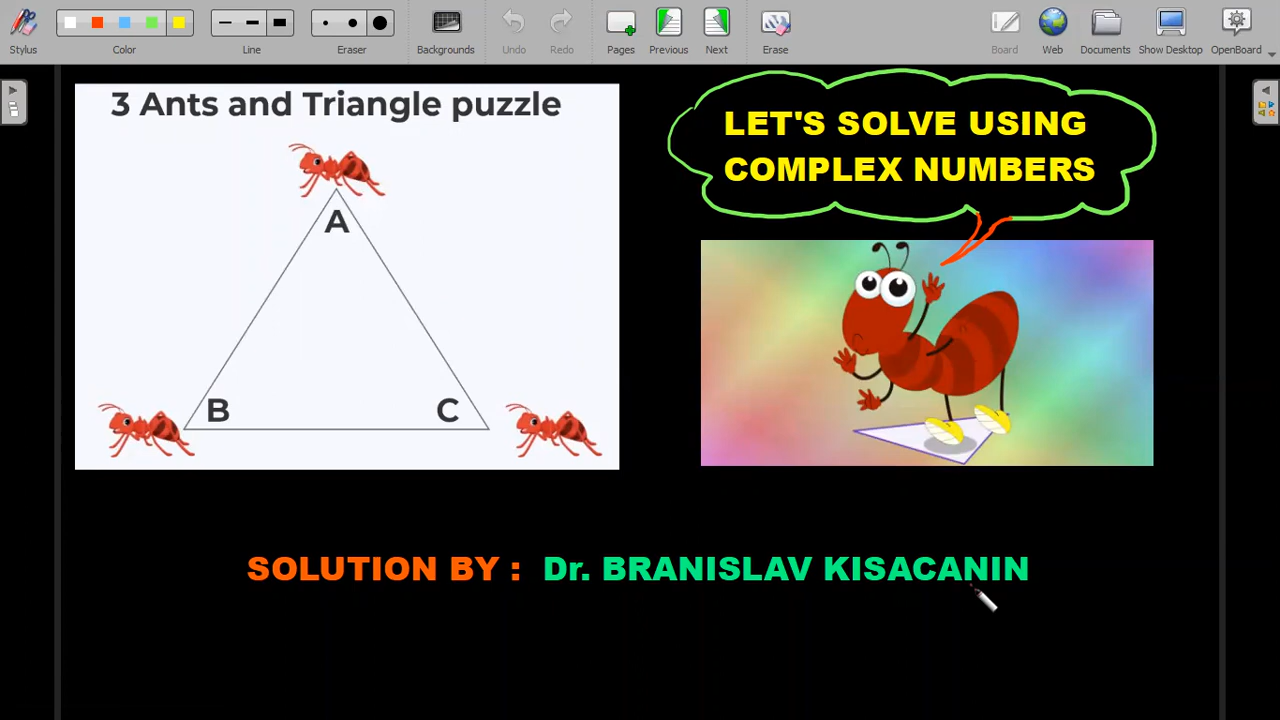 Stylus
Color
Line
Eraser
Backgrounds
Undo
Redo
Pages
Previous
Next
Erase
Board
Web
Documents
Show Desktop
OpenBoard
3 Ants and Triangle puzzle
A
B
C
LET'S SOLVE USING
COMPLEX NUMBERS
SOLUTION BY : Dr. BRANISLAV KISACANIN